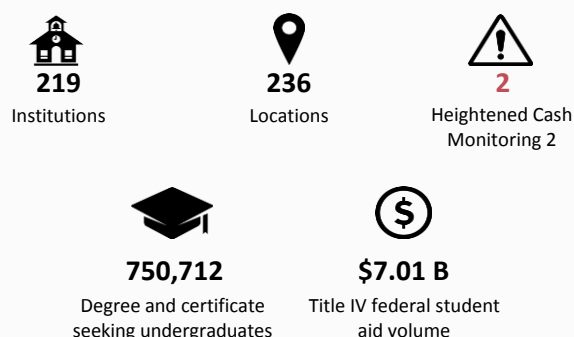 219
Institutions
236
Locations
2
Heightened Cash
Monitoring 2
750,712
Degree and certificate
seeking undergraduates
$7.01 B
Title IV federal student
aid volume